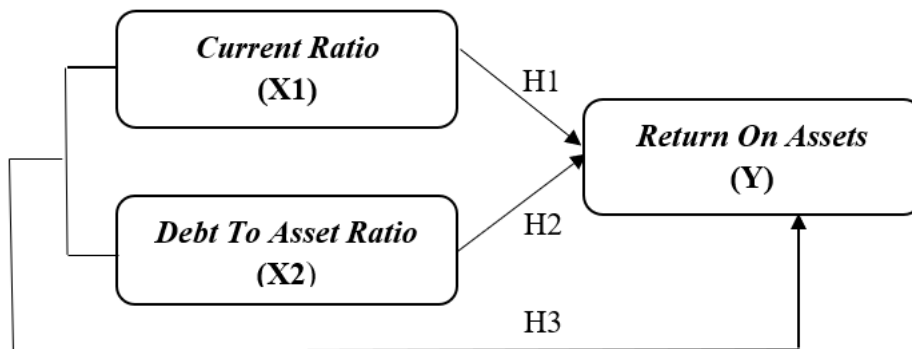 Current Ratio
(X1)
H1
Return On Assets
(Y)
Debt To Asset Ratio
(X2)
H2
H3